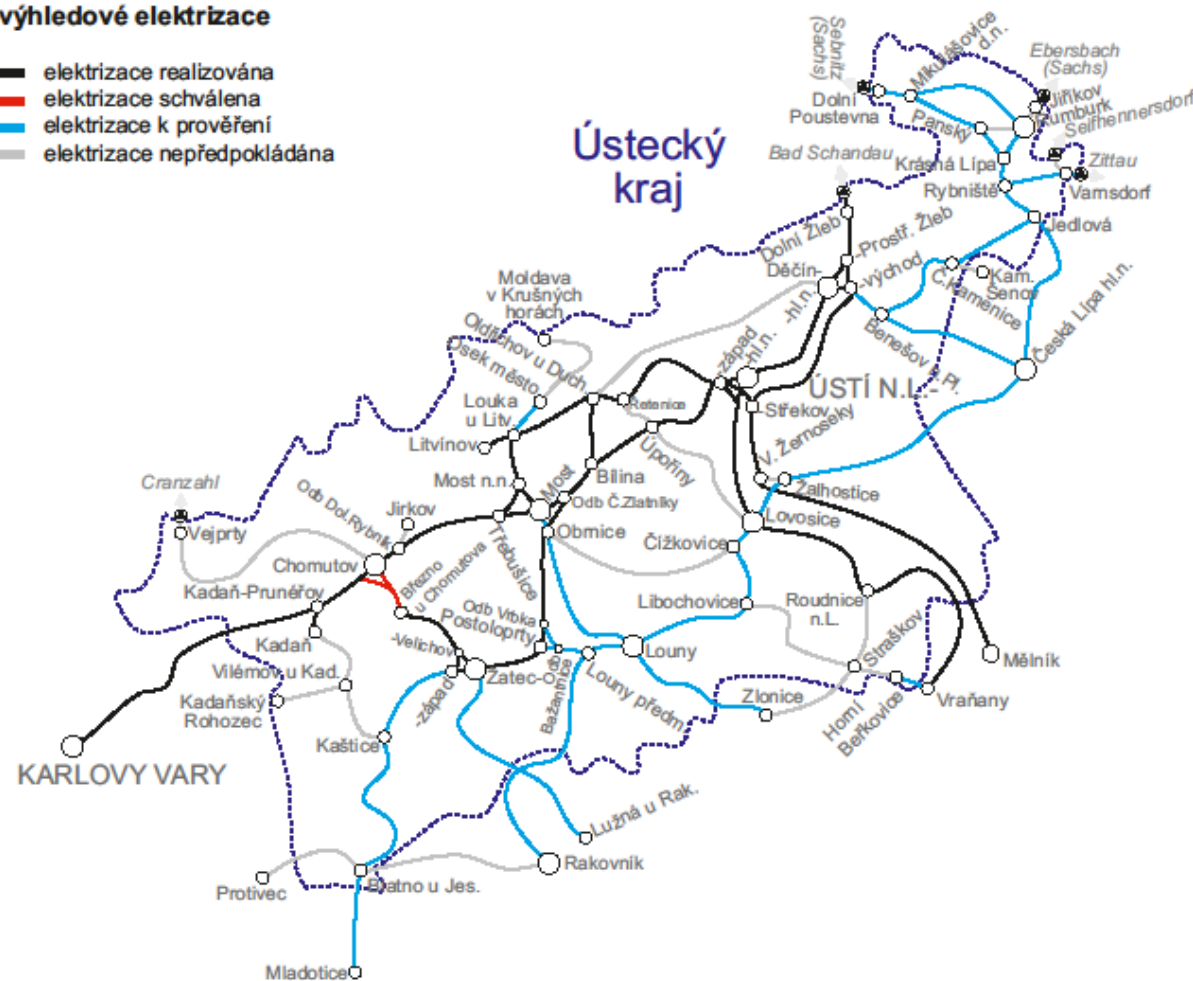 výhledové elektrizace
elektrizace realizována
elektrizace schválena
elektrizace k prověření
elektrizace nepředpokládána
Ústecký
kraj
Sebnitz
(Sachs)
Mikulášovice
d.n.
Ebersbach
(Sachs)
Dolní
Poustevna
Jiříkov
Rumburk
Panský
Seifhennersdorf
Krásná Lípa
Zittau
Rybniště
Varnsdorf
Jedlová
Bad Schandau
Dolní Žleb
-Prostř. Žleb
Děčín-
-východ
-hl.n.
Č.Kamenice
Kam.
Šenov
Benešov n. Pl.
Česká Lípa hl.n.
Moldava
v Krušných
horách
Oldřichov u Duch.
Osek město
Louka
u Litv.
Litvínov
Retenice
-západ
-hl.n.
ÚSTÍ N.L.-
-Střekov
Úpořiny
V. Žernoseky
Žalhostice
Most n.n.
Most
Bílina
Odb Č.Zlatníky
Obrnice
Lovosice
Čížkovice
Cranzahl
Vejprty
Odb Dol.Rybník
Jirkov
Chomutov
Třebušice
Březno
u Chomutova
Kadaň-Prunéřov
Kadaň
Vilémov u Kad.
Kadaňský
Rohozec
Kaštice
Odb Vrbka
Postoloprty
-Velichov
Žatec-
-západ
Odb
Bažantnice
Louny předm.
Louny
Libochovice
Roudnice
n.L.
Straškov
Zlonice
Horní
Beřkovice
Vraňany
Mělník
KARLOVY VARY
Lužná u Rak.
Rakovník
Protivec
Blatno u Jes.
Mladotice